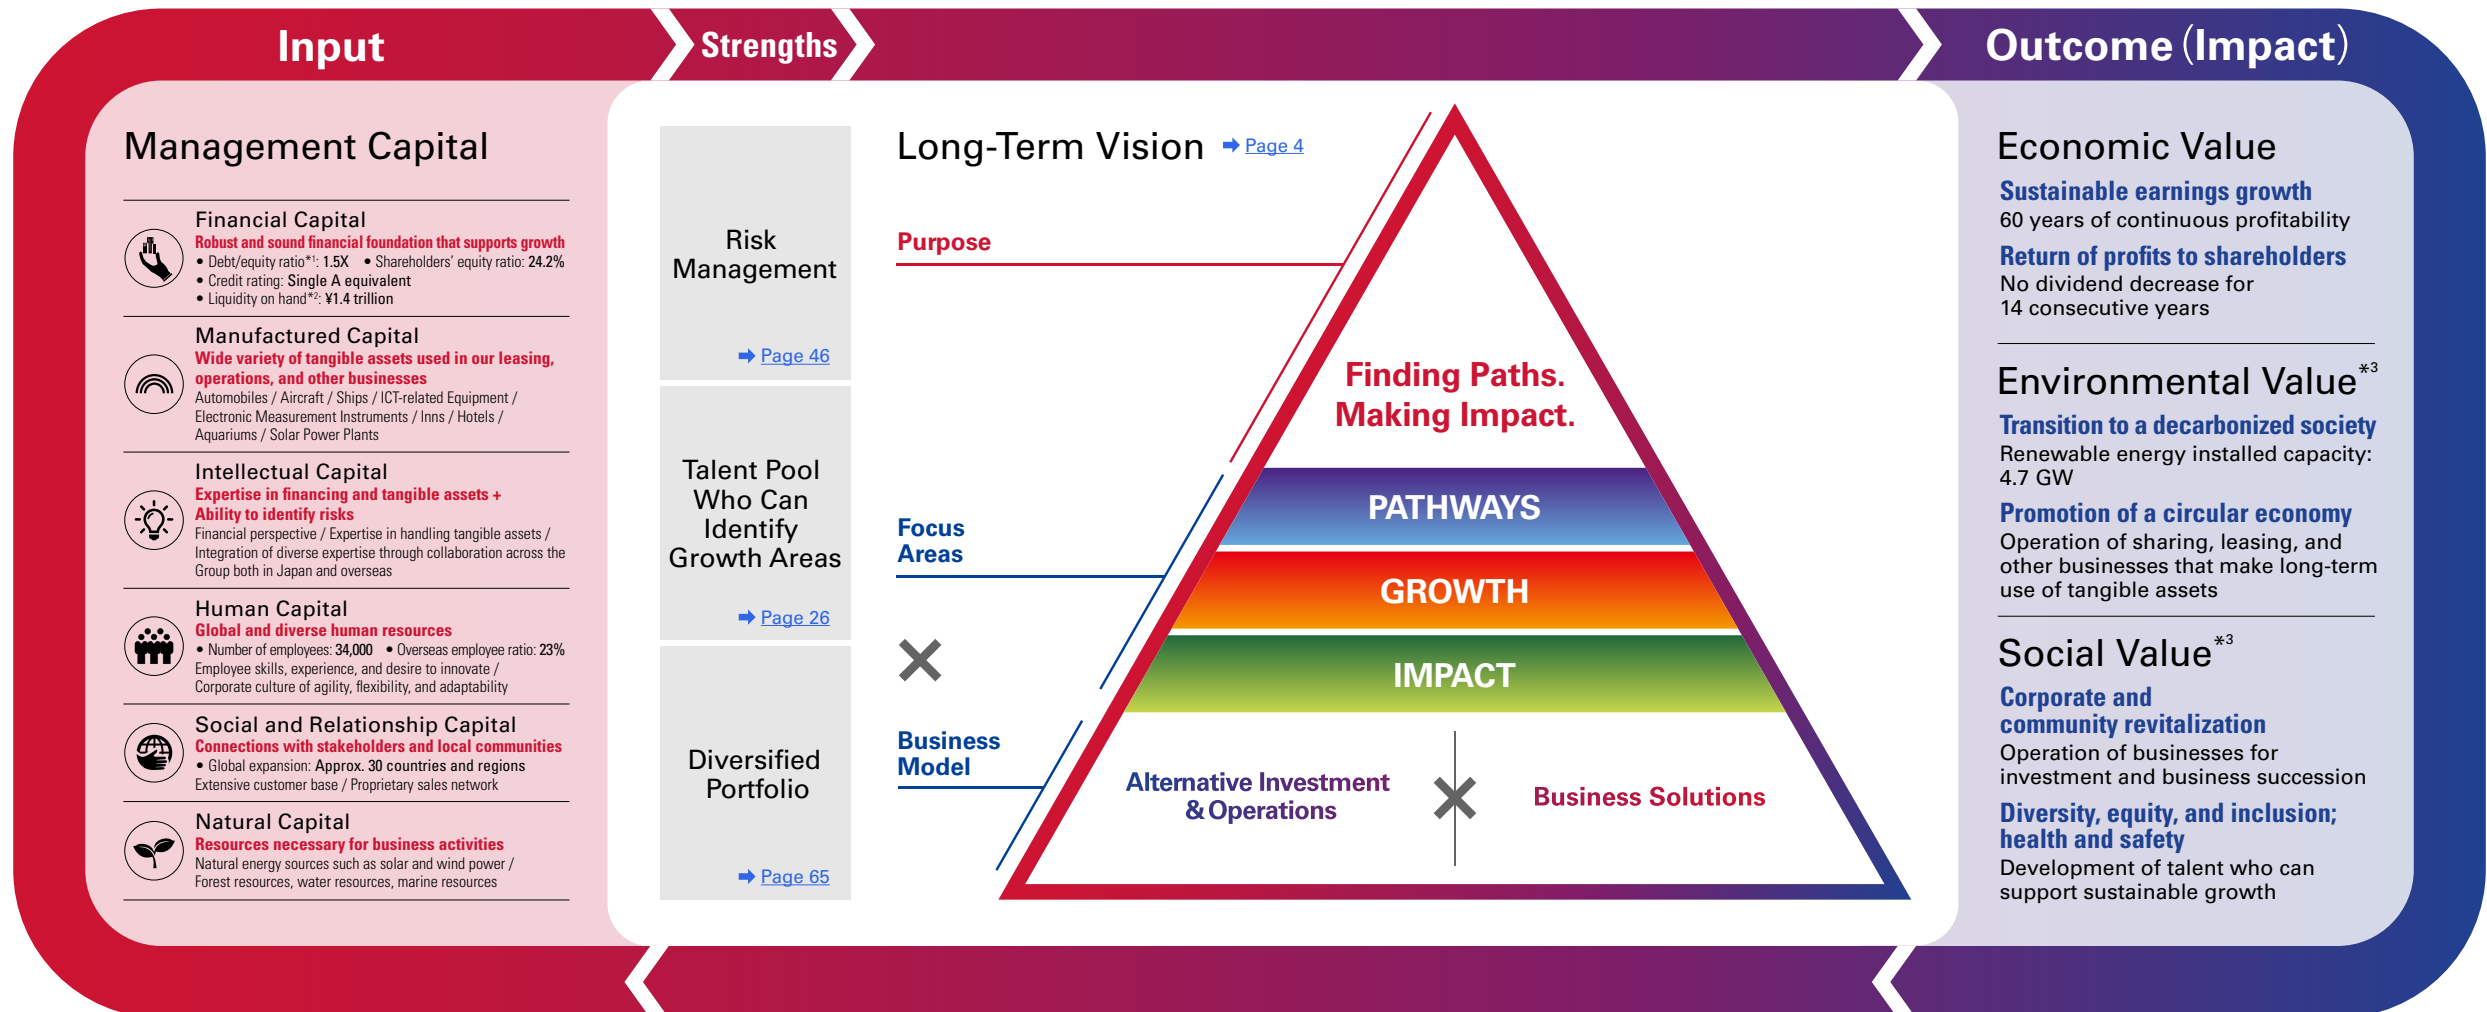 Input
Strengths
Outcome (Impact)
Management Capital
Financial Capital
Robust and sound financial foundation that supports growth
• Debt/equity ratio*1: 1.5X • Shareholders' equity ratio: 24.2%
• Credit rating: Single A equivalent
• Liquidity on hand*2: ¥1.4 trillion
Manufactured Capital
Wide variety of tangible assets used in our leasing,
operations, and other businesses
Automobiles / Aircraft / Ships / ICT-related Equipment /
Electronic Measurement Instruments / Inns / Hotels /
Aquariums / Solar Power Plants
Intellectual Capital
Expertise in financing and tangible assets +
Ability to identify risks
Financial perspective / Expertise in handling tangible assets /
Integration of diverse expertise through collaboration across the
Group both in Japan and overseas
Human Capital
Global and diverse human resources
• Number of employees: 34,000 • Overseas employee ratio: 23%
Employee skills, experience, and desire to innovate /
Corporate culture of agility, flexibility, and adaptability
Social and Relationship Capital
Connections with stakeholders and local communities
• Global expansion: Approx. 30 countries and regions
Extensive customer base / Proprietary sales network
Natural Capital
Resources necessary for business activities
Natural energy sources such as solar and wind power /
Forest resources, water resources, marine resources
Risk
Management
Page 46
Talent Pool
Who Can
Identify
Growth Areas
Page 26
Diversified
Portfolio
Page 65
Long-Term Vision Page 4
Purpose
Finding Paths.
Making Impact.
Focus
Areas
PATHWAYS
GROWTH
IMPACT
Business
Model
Alternative Investment
& Operations
Business Solutions
Economic Value
Sustainable earnings growth
60 years of continuous profitability
Return of profits to shareholders
No dividend decrease for
14 consecutive years
Environmental Value*3
Transition to a decarbonized society
Renewable energy installed capacity:
4.7 GW
Promotion of a circular economy
Operation of sharing, leasing, and
other businesses that make long-term
use of tangible assets
Social Value*3
Corporate and
community revitalization
Operation of businesses for
investment and business succession
Diversity, equity, and inclusion;
health and safety
Development of talent who can
support sustainable growth